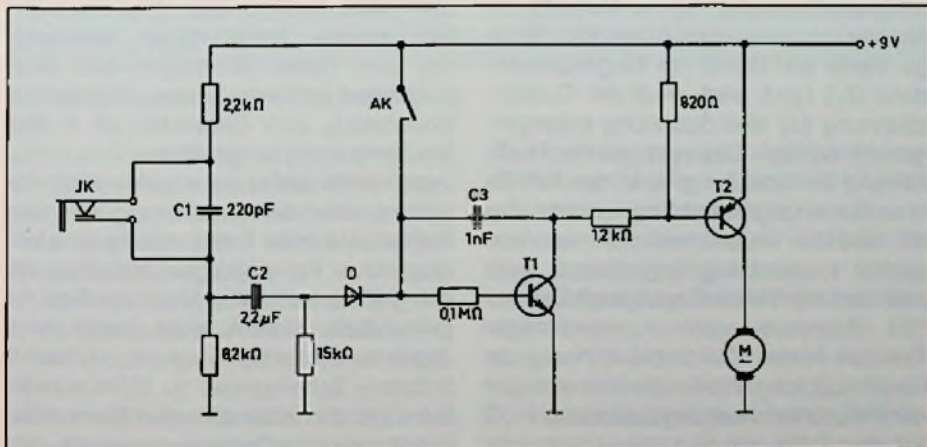 +9V
2,2kΩ
AK
820Ω
JK
C1
220pF
C3
1nF
T2
1,2kΩ
C2
2,2µF
D
T1
0,1MΩ
8,2kΩ
15kΩ
M